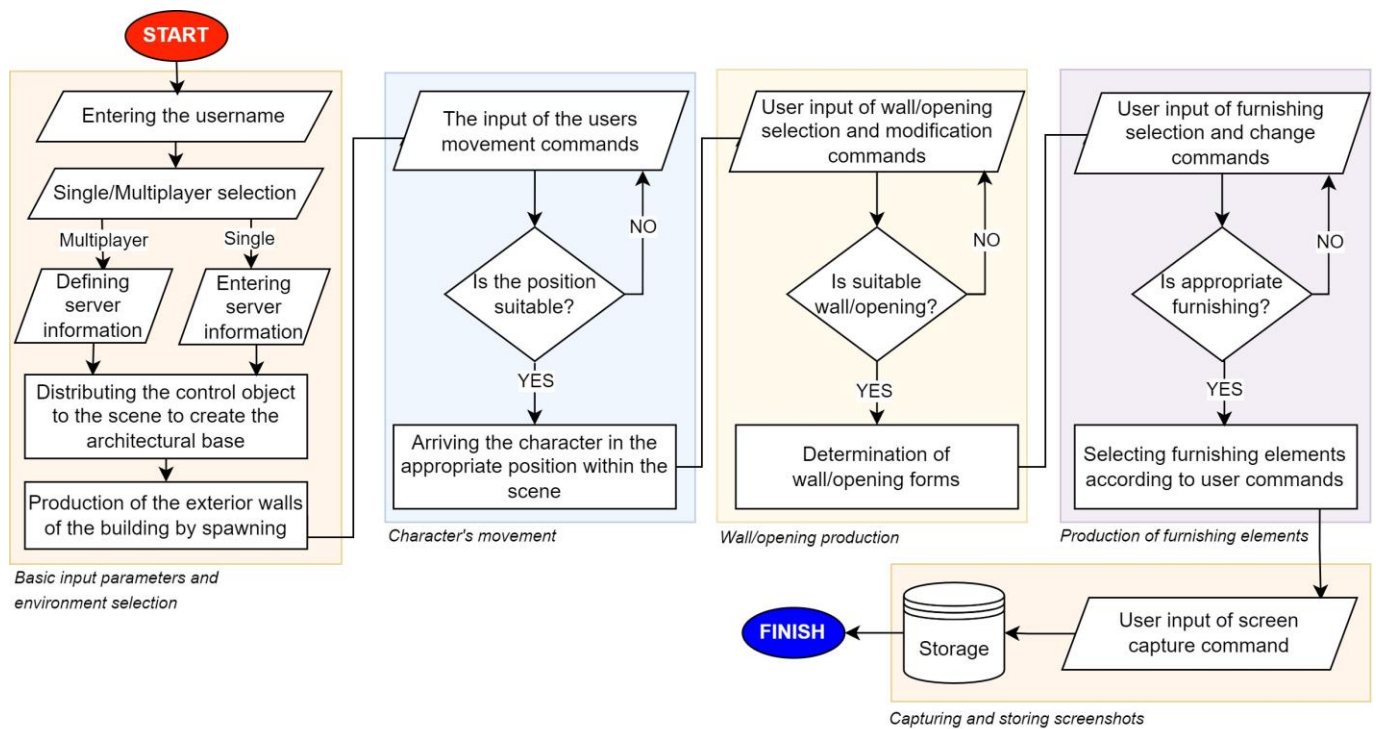 START
Entering the username
Single/Multiplayer selection
Multiplayer
Single
Defining
server
information
Entering
server
information
Distributing the control object
to the scene to create the
architectural base
Production of the exterior walls
of the building by spawning
Basic input parameters and
environment selection
The input of the users
movement commands
NO
Is the position
suitable?
YES
Arriving the character in the
appropriate position within the
scene
Character's movement
User input of wall/opening
selection and modification
commands
NO
Is suitable
wall/opening?
YES
Determination of
wall/opening forms
Wall/opening production
User input of furnishing
selection and change
commands
NO
Is appropriate
furnishing?
YES
Selecting furnishing elements
according to user commands
Production of furnishing elements
User input of screen
capture command
Storage
FINISH
Capturing and storing screenshots